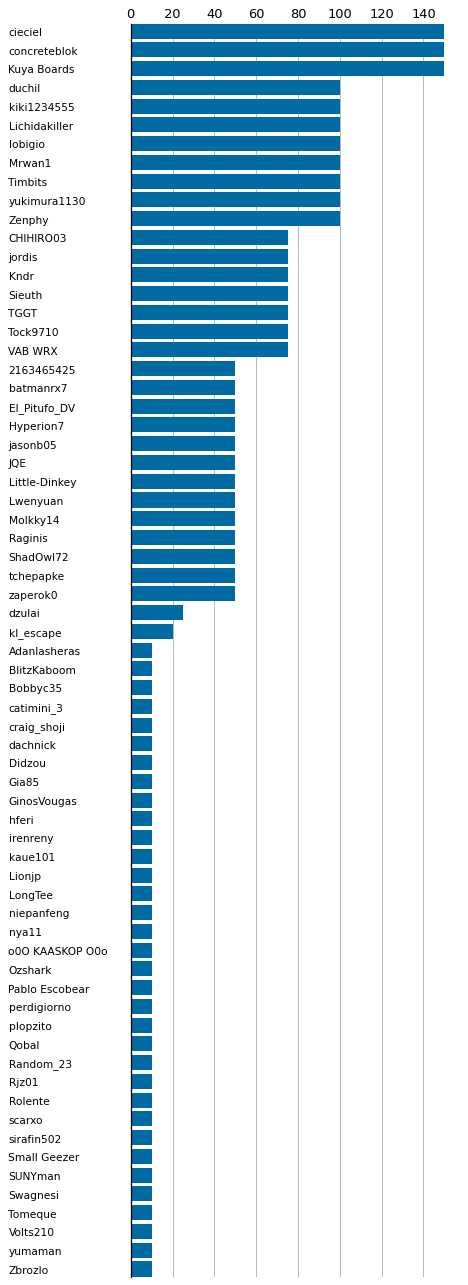 0 20 40 60 80 100 120 140
cieciel
concreteblok
Kuya Boards
duchil
kiki1234555
Lichidakiller
lobigio
Mrwan1
Timbits
yukimura1130
Zenphy
CHIHIRO03
jordis
Kndr
Sieuth
TGGT
Tock9710
VAB WRX
2163465425
batmanrx7
El_Pitufo_DV
Hyperion7
jasonb05
JQE
Little-Dinkey
Lwenyuan
Molkky14
Raginis
ShadOwl72
tchepapke
zaperok0
dzulai
kl_escape
Adanlasheras
BlitzKaboom
Bobbyc35
catimini_3
craig_shoji
dachnick
Didzou
Gia85
GinosVougas
hferi
irenreny
kaue101
Lionjp
LongTee
niepanfeng
nya11
o0O KAASKOP O0o
Ozshark
Pablo Escobear
perdigiorno
plopzito
Qobal
Random_23
Rjz01
Rolente
scarxo
sirafin502
Small Geezer
SUNYman
Swagnesi
Tomeque
Volts210
yumaman
Zbrozlo